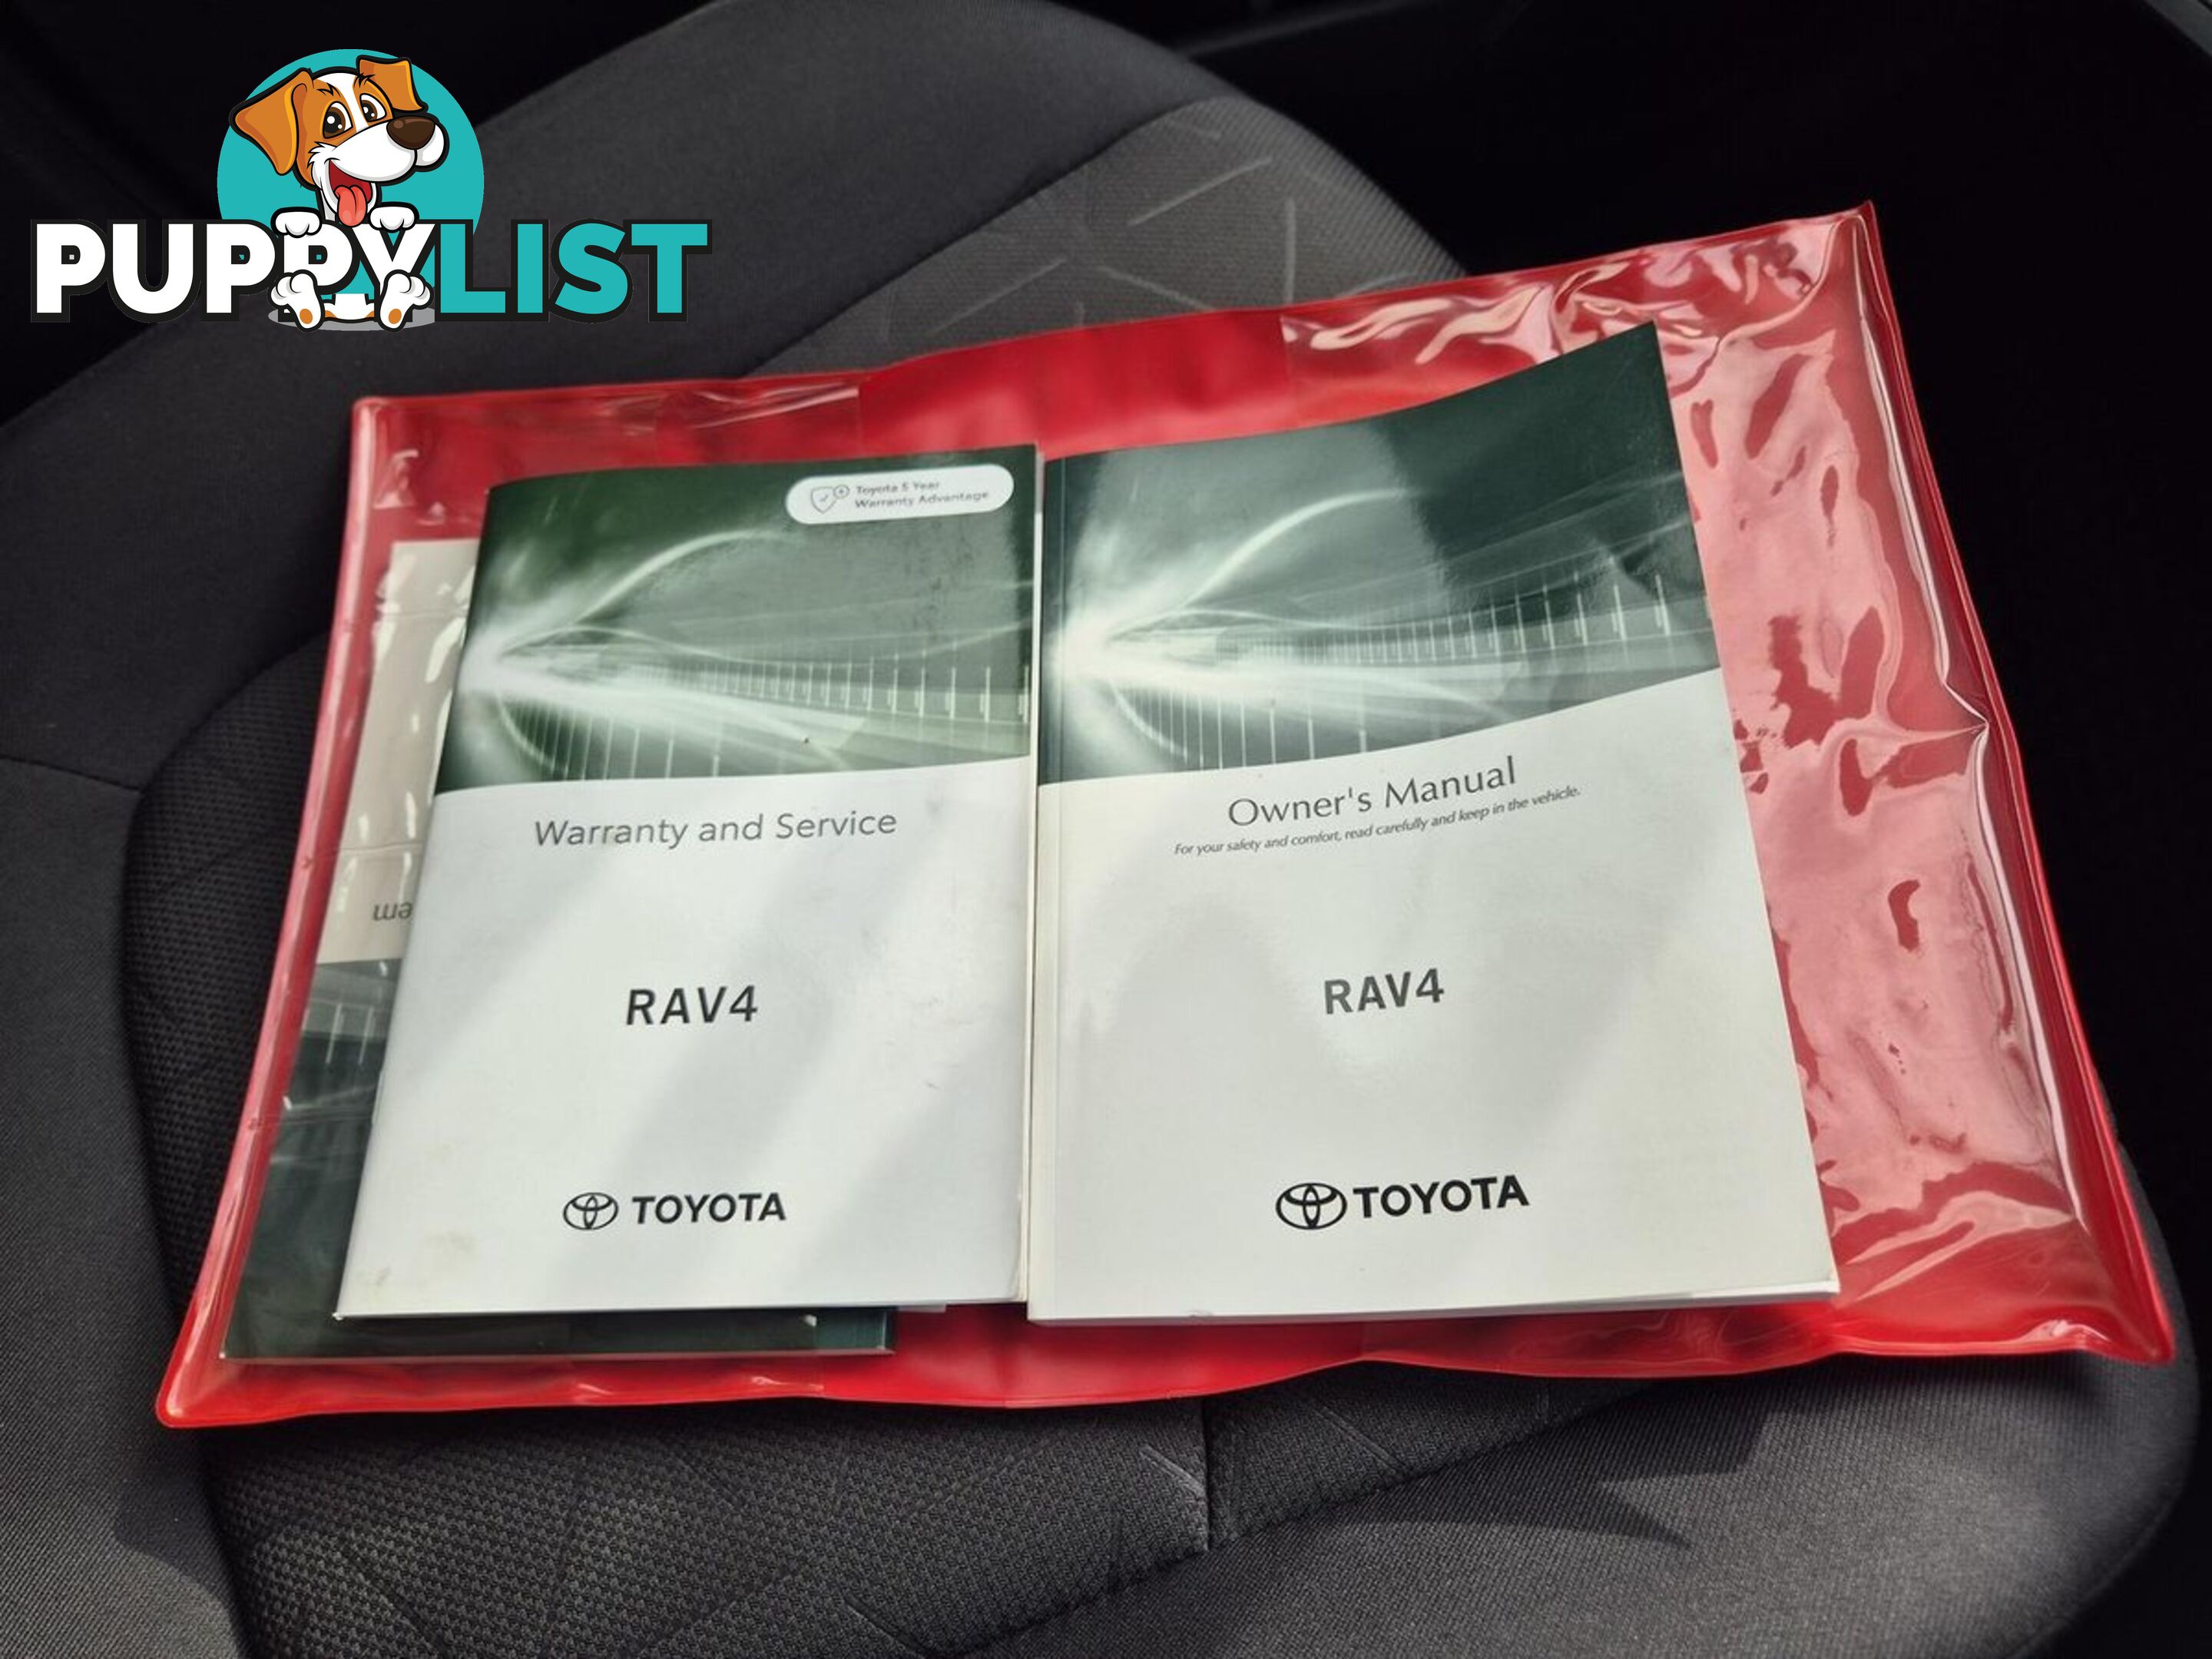 PUPPYLIST
Toyota 5 Year
Warranty Advantage
Warranty and Service
RAV4
TOYOTA
Owner's Manual
For your safety and comfort, read carefully and keep in the vehicle.
RAV4
TOYOTA